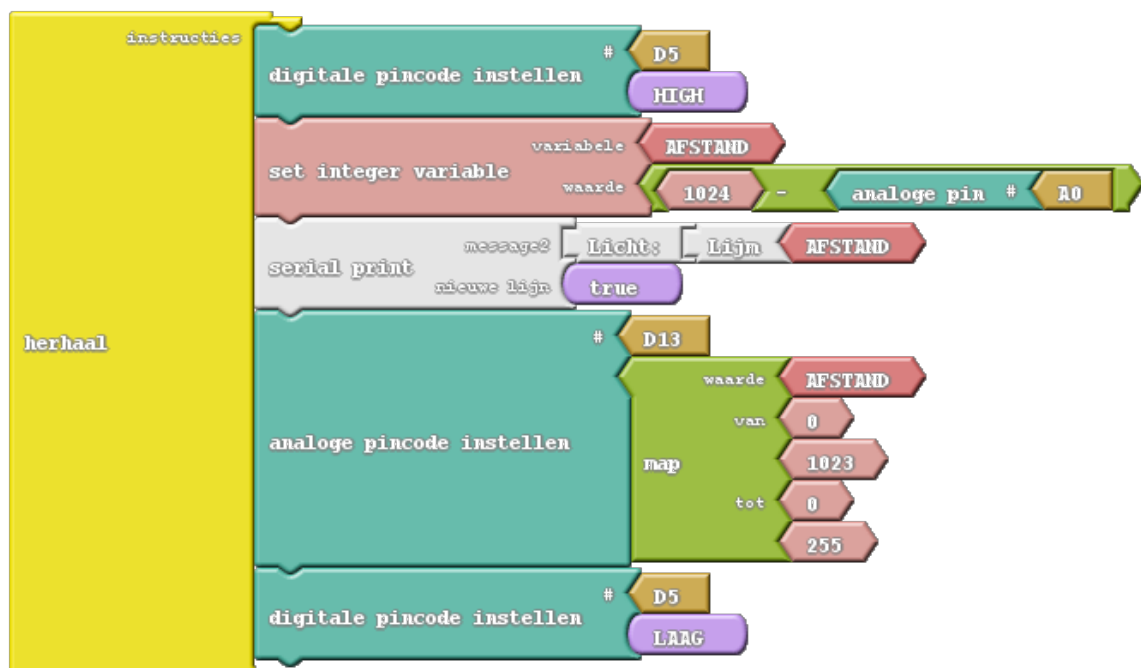 instructies
digitale pincode instellen # D5
HIGH
set integer variable
variabele AFSTAND
waarde 1024 - analoge pin # A0
serial print
message2 Licht: Lijm AFSTAND
nieuwe lijn true
herhaal
analoge pincode instellen
# D13
map
waarde AFSTAND
van 0
1023
tot 0
255
digitale pincode instellen # D5
LAAG